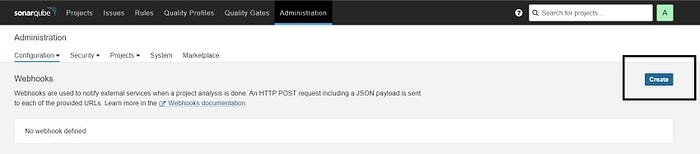 sonarqube Projects Issues Rules Quality Profiles Quality Gates Administration ? Search for projects... A
Administration
Configuration Security Projects System Marketplace
Webhooks
Create
Webhooks are used to notify external services when a project analysis is done. An HTTP POST request including a JSON payload is sent
to each of the provided URLs. Learn more in the Webhooks documentation.
No webhook defined.